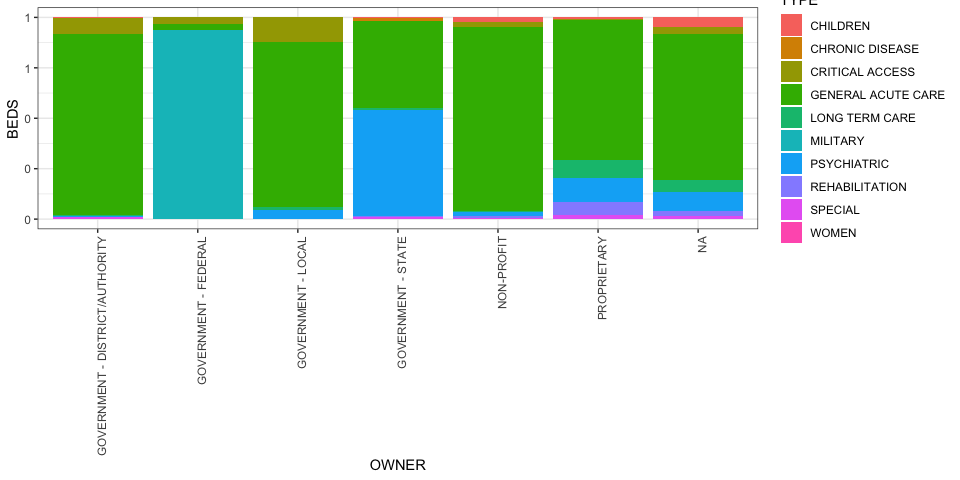 TYPE
CHILDREN
CHRONIC DISEASE
CRITICAL ACCESS
GENERAL ACUTE CARE
LONG TERM CARE
MILITARY
PSYCHIATRIC
REHABILITATION
SPECIAL
WOMEN
BEDS
1
1
0
0
0
GOVERNMENT - DISTRICT/AUTHORITY
GOVERNMENT - FEDERAL
GOVERNMENT - LOCAL
GOVERNMENT - STATE
NON-PROFIT
PROPRIETARY
NA
OWNER